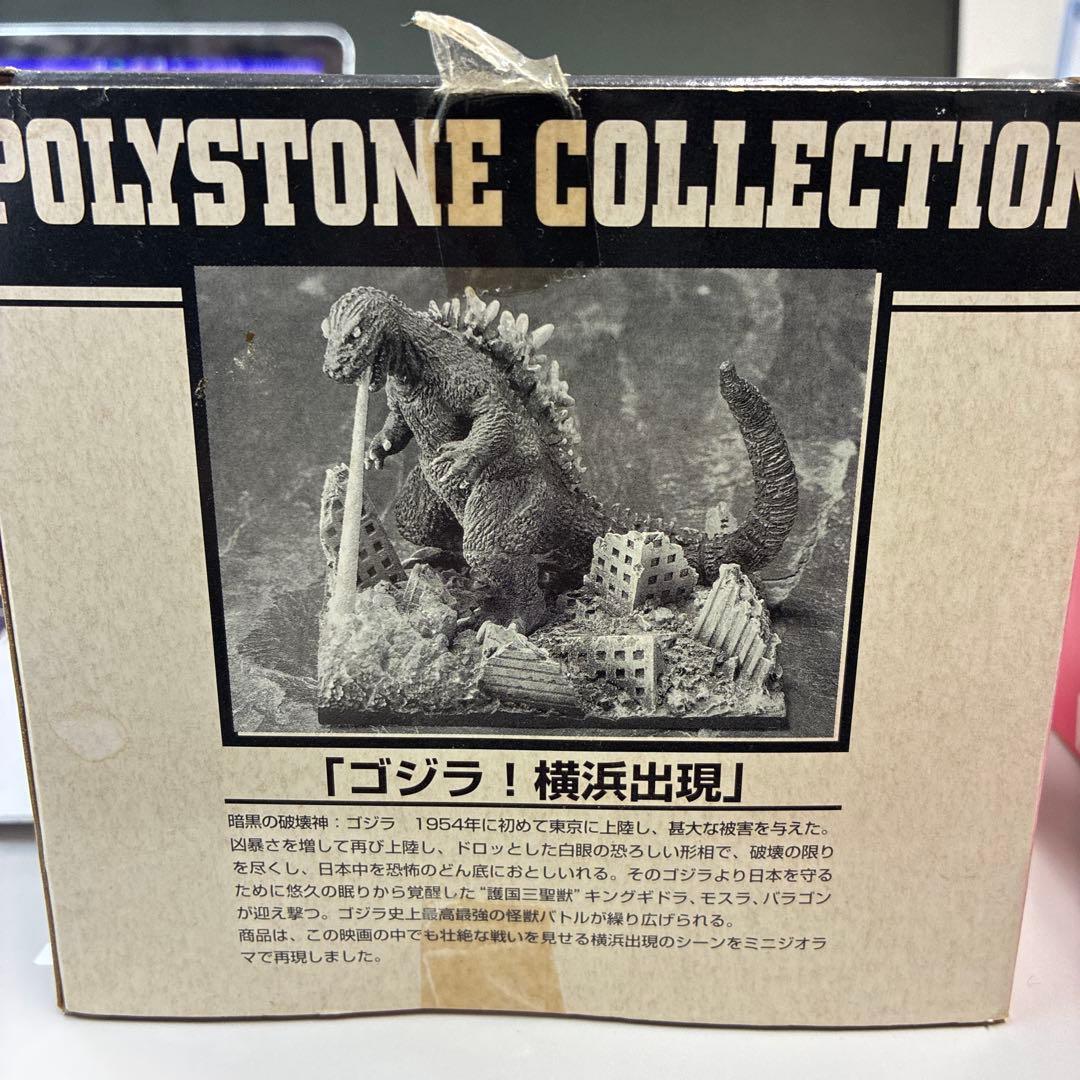 POLYSTONE COLLECTION
「ゴジラ!横浜出現」
暗黒の破壊神:ゴジラ 1954年に初めて東京に上陸し、甚大な被害を与えた。
凶暴さを増して再び上陸し、ドロッとした白眼の恐ろしい形相で、破壊の限り
を尽くし、日本中を恐怖のどん底におとしいれる。そのゴジラより日本を守る
ために悠久の眠りから覚醒した“護国三聖獣”キングギドラ、モスラ、バラゴン
が迎え撃つ。ゴジラ史上最高最強の怪獣バトルが繰り広げられる。
商品は、この映画の中でも壮絶な戦いを見せる横浜出現のシーンをミニジオラ
マで再現しました。